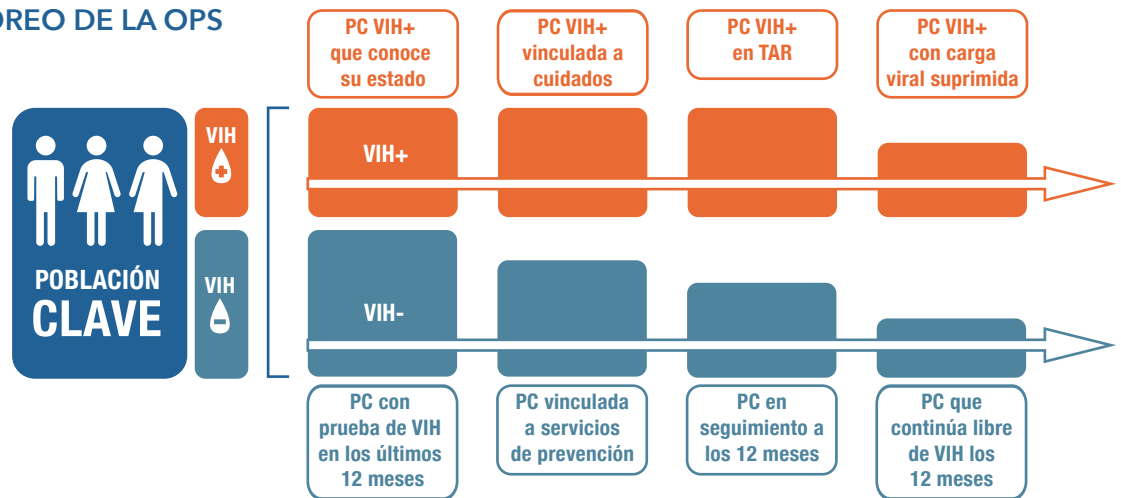 OREO DE LA OPS
PC VIH+
que conoce
su estado
PC VIH+
vinculada a
cuidados
PC VIH+
en TAR
PC VIH+
con carga
viral suprimida
VIH
VIH+
POBLACIÓN
CLAVE
VIH
VIH-
PC con
prueba de VIH
en los últimos
12 meses
PC vinculada
a servicios
de prevención
PC en
seguimiento a
los 12 meses
PC que
continúa libre
de VIH los
12 meses